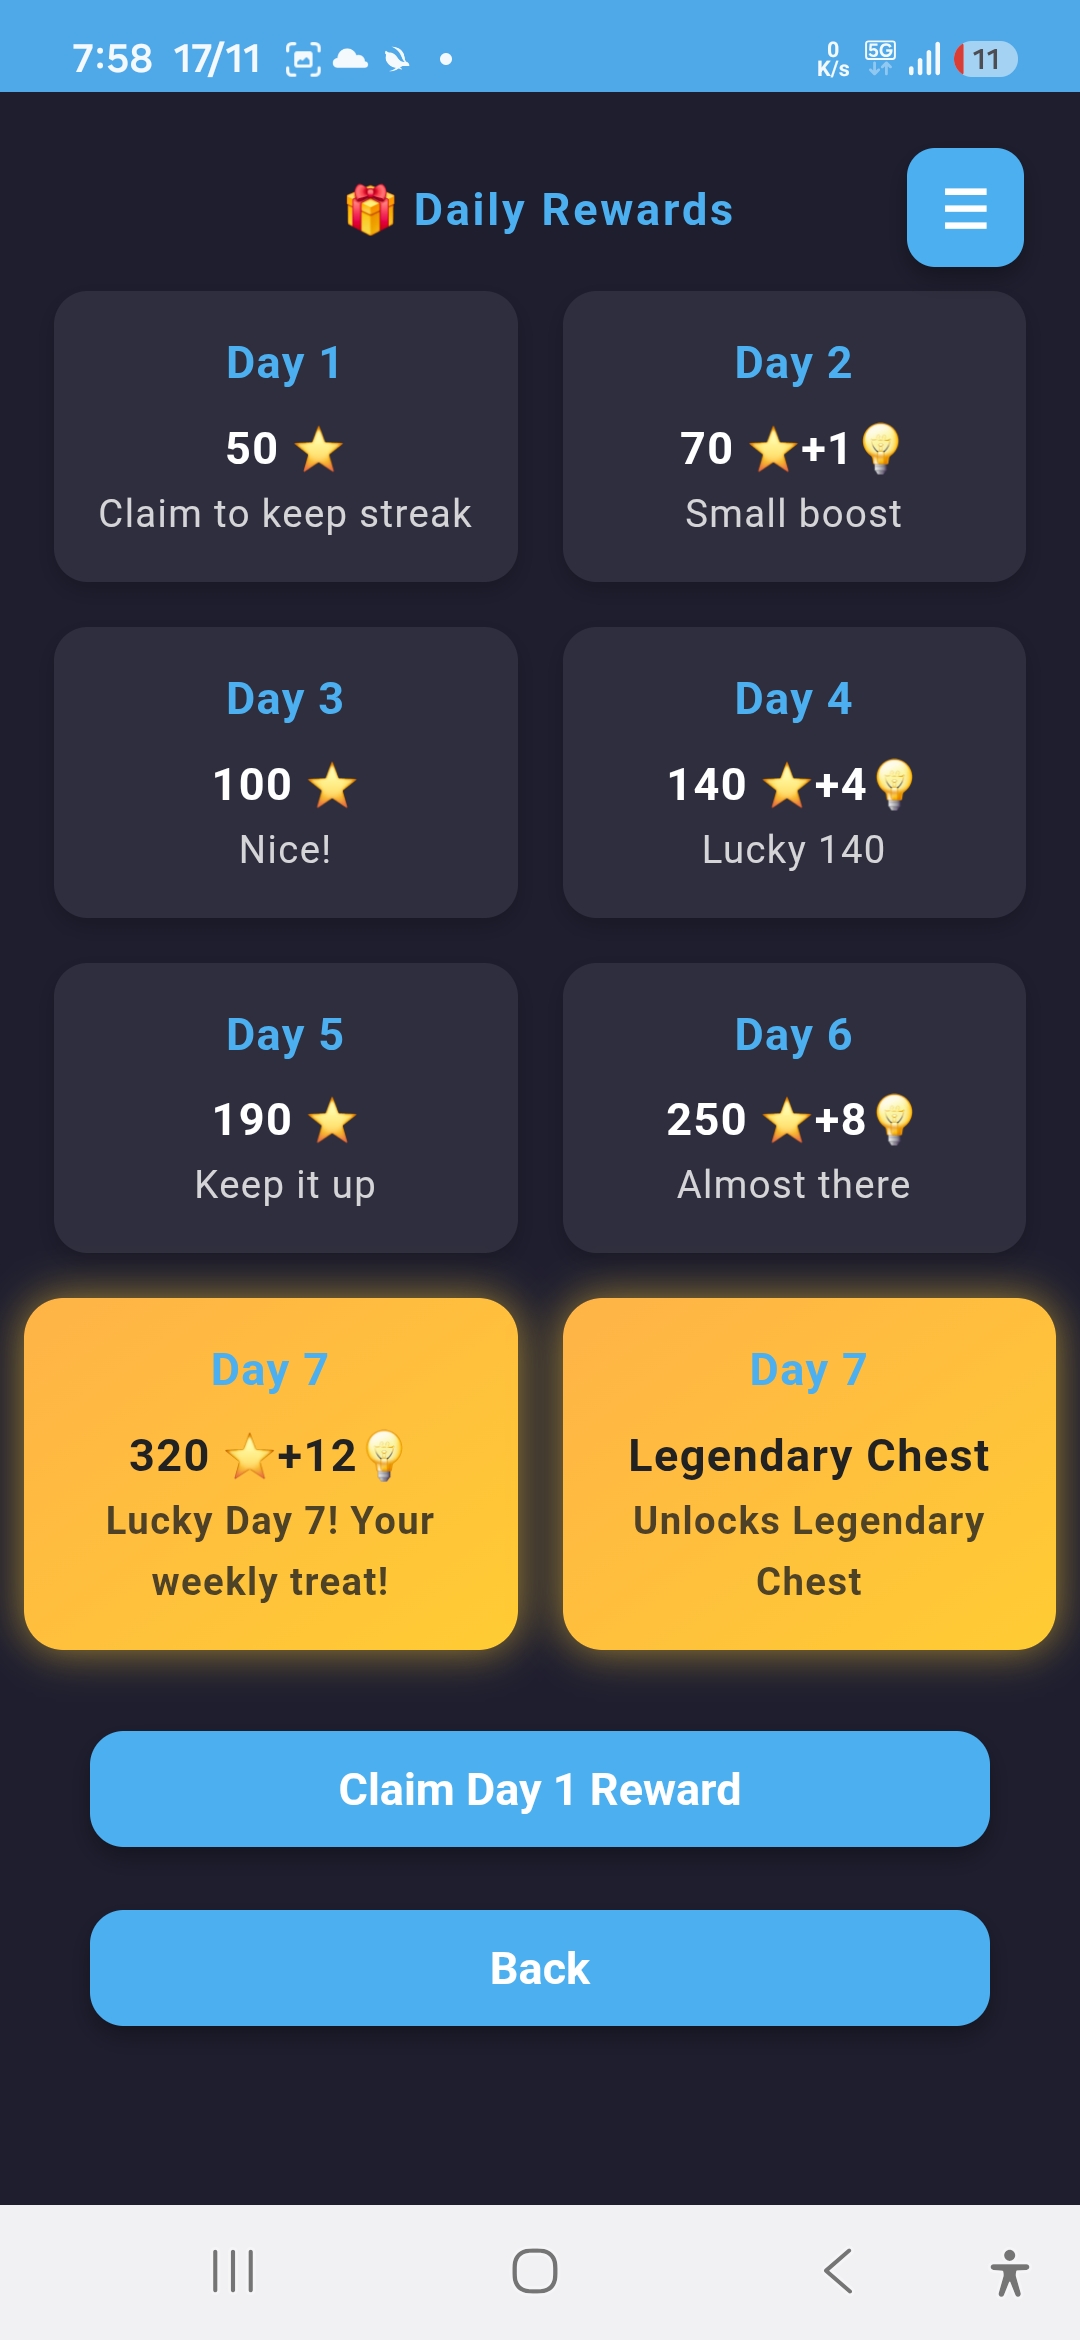 7:58 17/11
0 K/s 5G 11
🎁 Daily Rewards
Day 1
50 ⭐
Claim to keep streak
Day 2
70 ⭐+1💡
Small boost
Day 3
100 ⭐
Nice!
Day 4
140 ⭐+4💡
Lucky 140
Day 5
190 ⭐
Keep it up
Day 6
250 ⭐+8💡
Almost there
Day 7
320 ⭐+12💡
Lucky Day 7! Your
weekly treat!
Day 7
Legendary Chest
Unlocks Legendary
Chest
Claim Day 1 Reward
Back